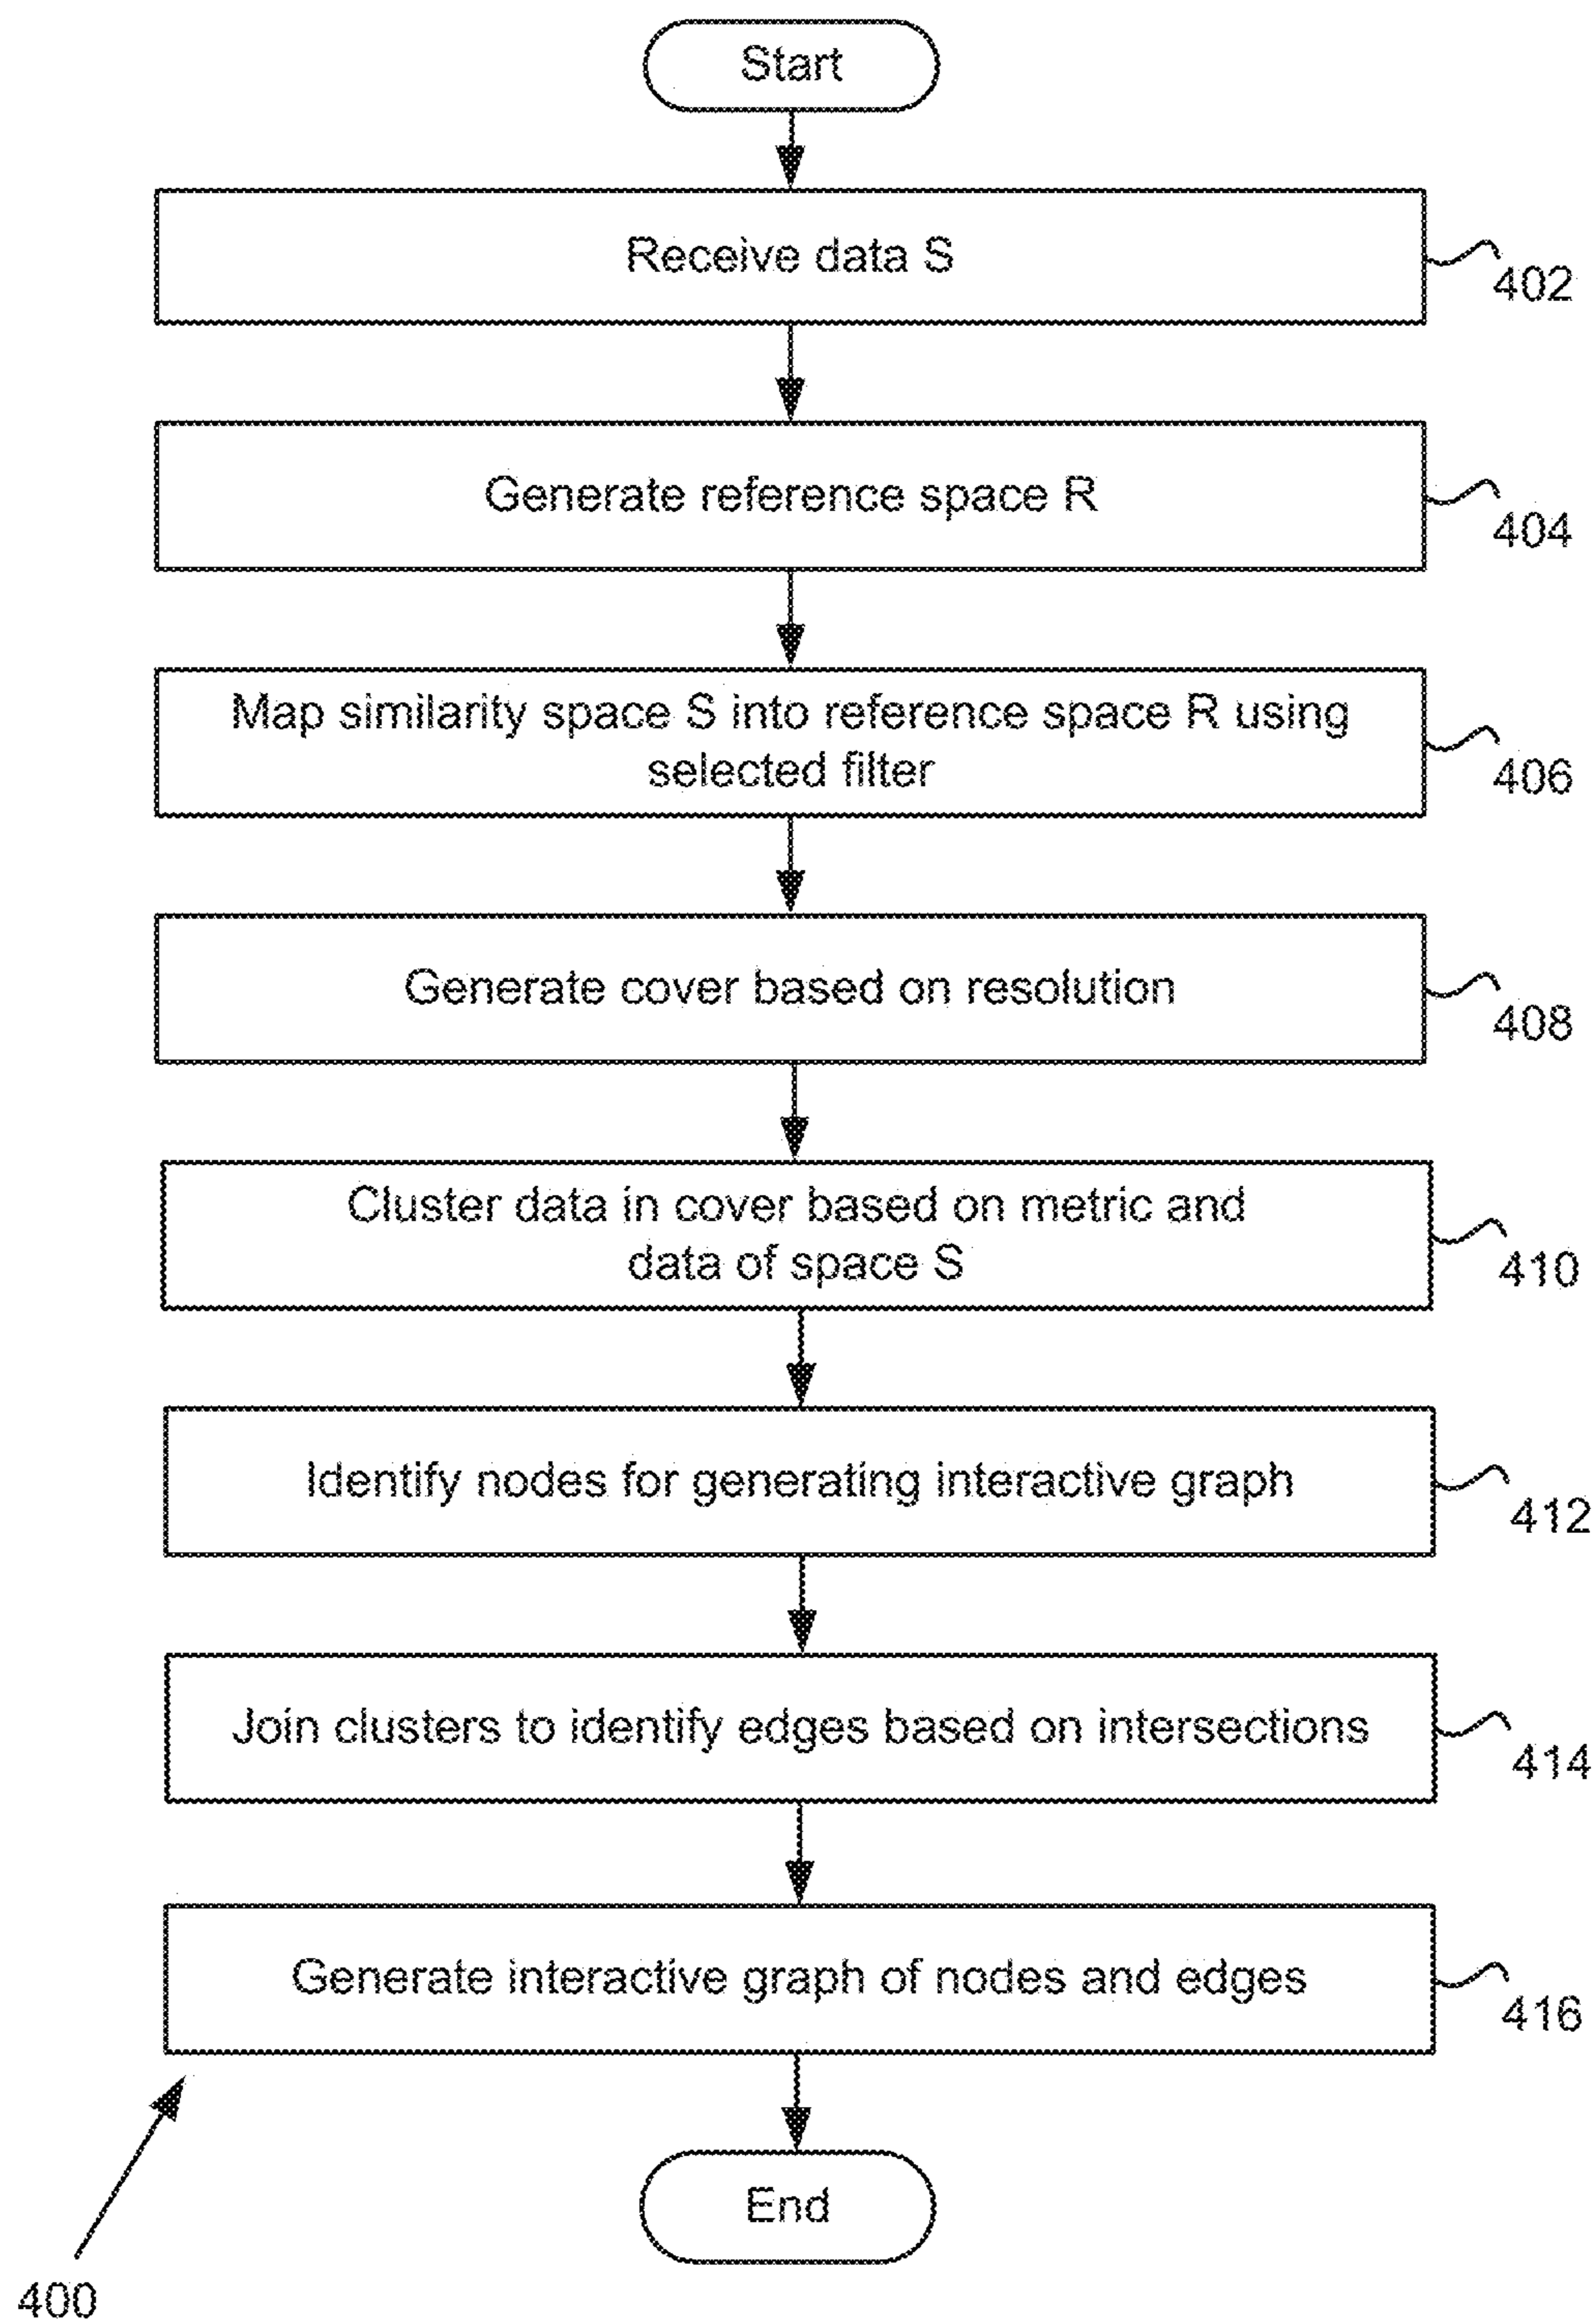 Start
Receive data S
402
Generate reference space R
404
Map similarity space S into reference space R using
selected filter
406
Generate cover based on resolution
408
Cluster data in cover based on metric and
data of space S
410
Identify nodes for generating interactive graph
412
Join clusters to identify edges based on intersections
414
Generate interactive graph of nodes and edges
416
End
400